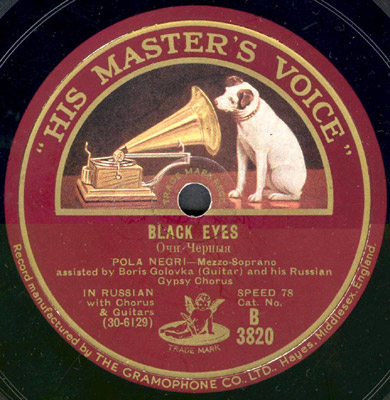 "HIS MASTER'S VOICE"
TRADE MARK
BLACK EYES
Очи Черныя
POLA NEGRI—Mezzo-Soprano
assisted by Boris Golovka (Guitar) and his Russian
Gypsy Chorus
IN RUSSIAN
with Chorus
& Guitars
(30-6129)
SPEED 78
Cat. No.
B
3820
TRADE MARK
Record manufactured by THE GRAMOPHONE CO., LTD., Hayes, Middlesex, England.